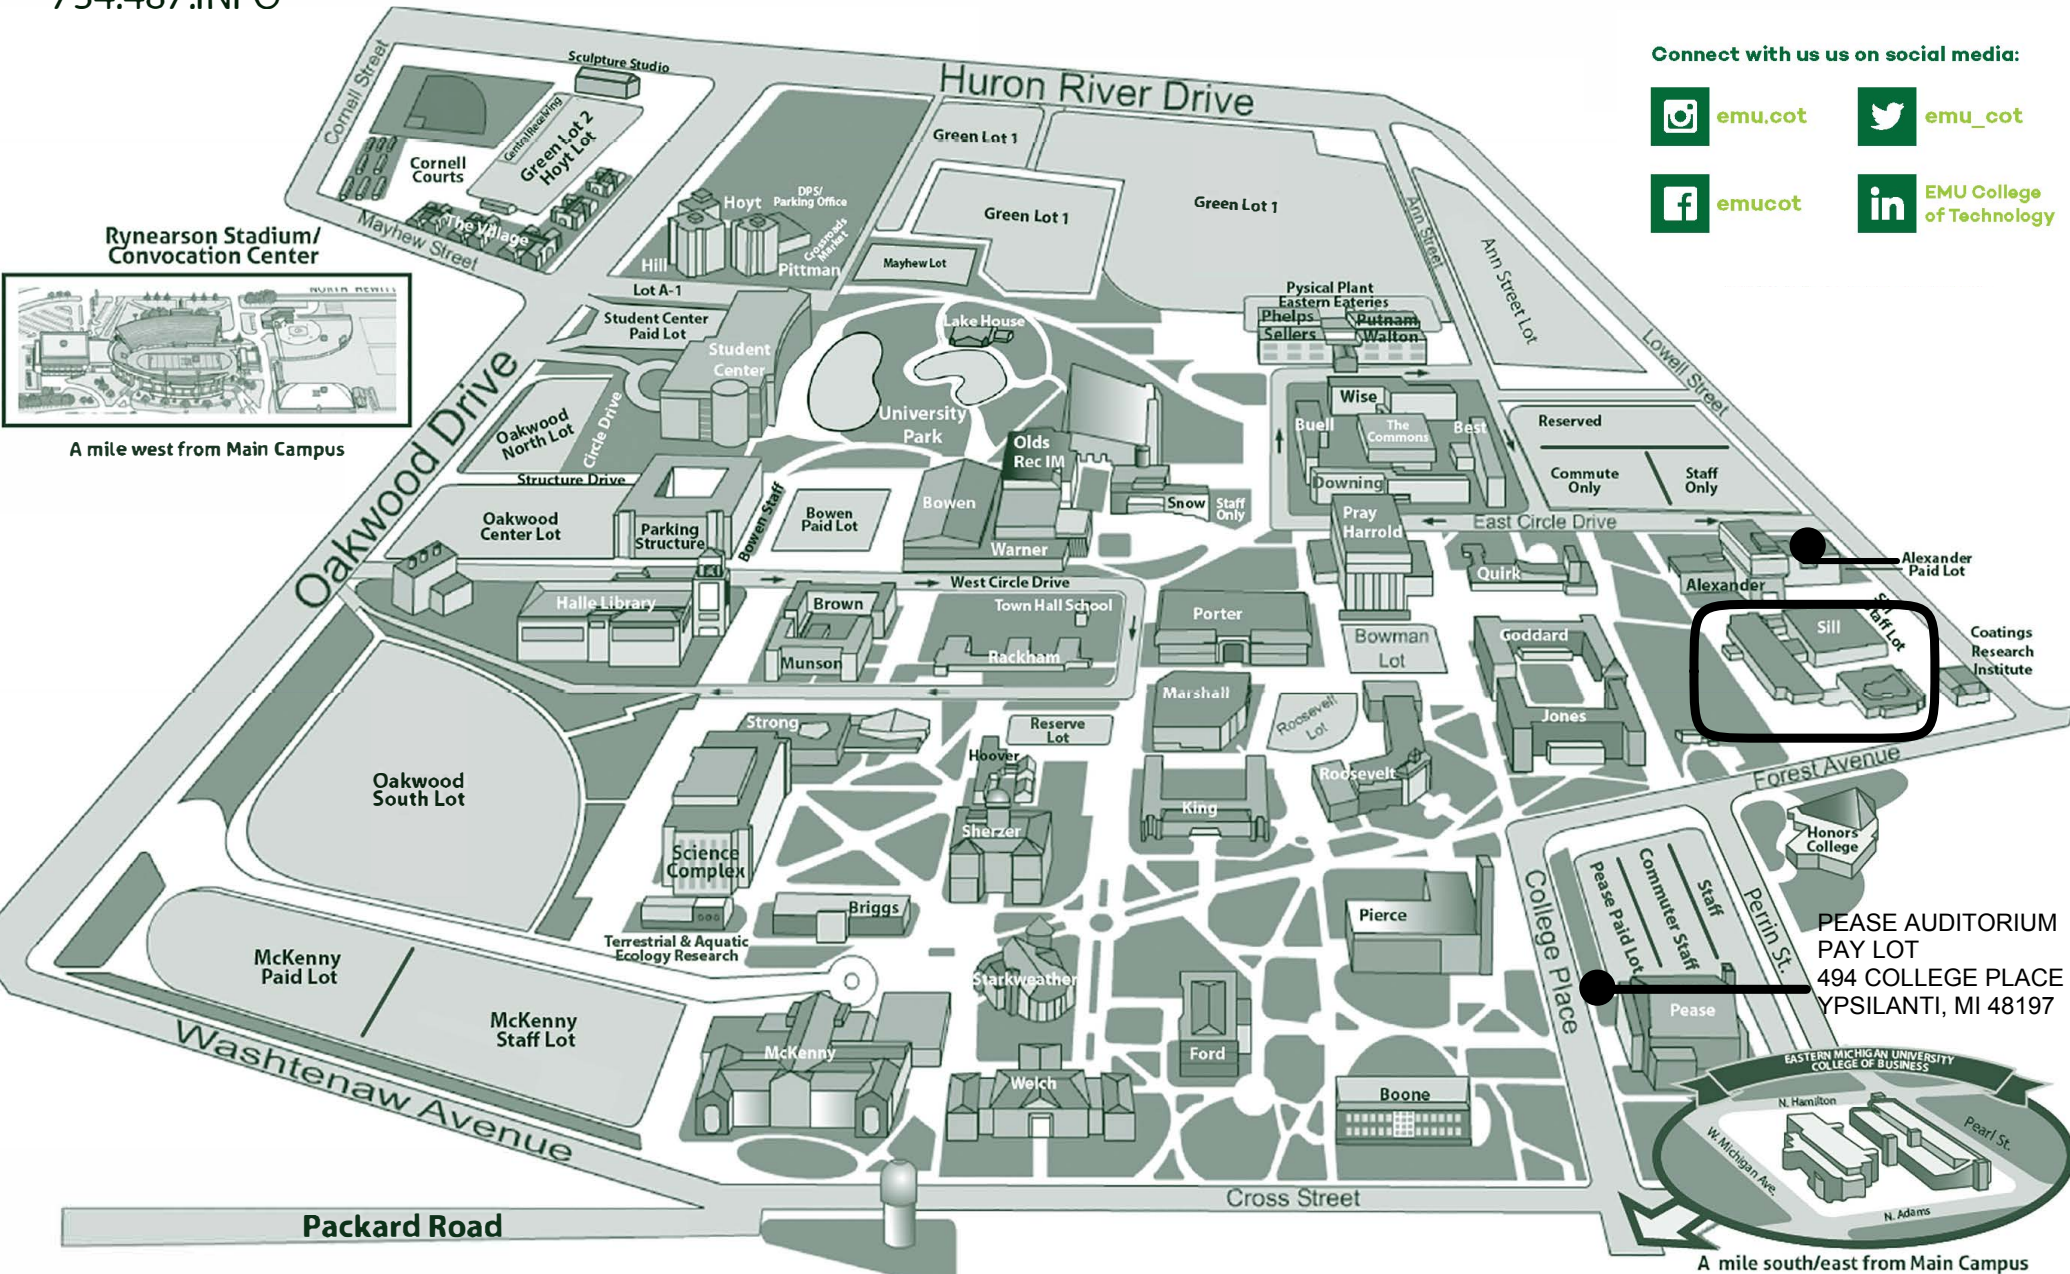 734.487.INFO
Connect with us us on social media:
emu.cot
emu_cot
emucot
EMU College
of Technology
Huron River Drive
Cornell Street
Sculpture Studio
Central Receiving
Green Lot 2
Hoyt Lot
Cornell
Courts
The Village
Mayhew Street
Green Lot 1
Green Lot 1
Green Lot 1
Hoyt
DPS/
Parking Office
Crossroads
Market
Hill
Pittman
Mayhew Lot
Lot A-1
Student Center
Paid Lot
Student
Center
Lake House
University
Park
Ann Street
Ann Street Lot
Lowell Street
Pysical Plant
Eastern Eateries
Phelps
Putnam
Sellers
Walton
Rynearson Stadium/
Convocation Center
NORTH HEWITT
A mile west from Main Campus
Oakwood Drive
Oakwood
North Lot
Circle Drive
Structure Drive
Oakwood
Center Lot
Parking
Structure
Bowen Staff
Bowen
Paid Lot
Bowen
Olds
Rec IM
Warner
Snow
Staff
Only
Wise
Buell
The
Commons
Best
Downing
Reserved
Commute
Only
Staff
Only
Pray
Harrold
East Circle Drive
Quirk
Alexander
Alexander
Paid Lot
Sill
Sill
Staff Lot
Coatings
Research
Institute
West Circle Drive
Halle Library
Brown
Munson
Town Hall School
Rackham
Porter
Bowman
Lot
Goddard
Jones
Marshall
Roosevelt
Lot
Roosevelt
Strong
Reserve
Lot
Hoover
Sherzer
King
Forest Avenue
Honors
College
Oakwood
South Lot
Science
Complex
Briggs
Terrestrial & Aquatic
Ecology Research
Pierce
College Place
Pease Paid Lot
Commuter Staff
Staff
Perrin St.
PEASE AUDITORIUM
PAY LOT
494 COLLEGE PLACE
YPSILANTI, MI 48197
Pease
McKenny
Paid Lot
McKenny
Staff Lot
Starkweather
McKenny
Welch
Ford
Boone
Washtenaw Avenue
Cross Street
Packard Road
EASTERN MICHIGAN UNIVERSITY
COLLEGE OF BUSINESS
N. Hamilton
Pearl St.
W. Michigan Ave.
N. Adams
A mile south/east from Main Campus